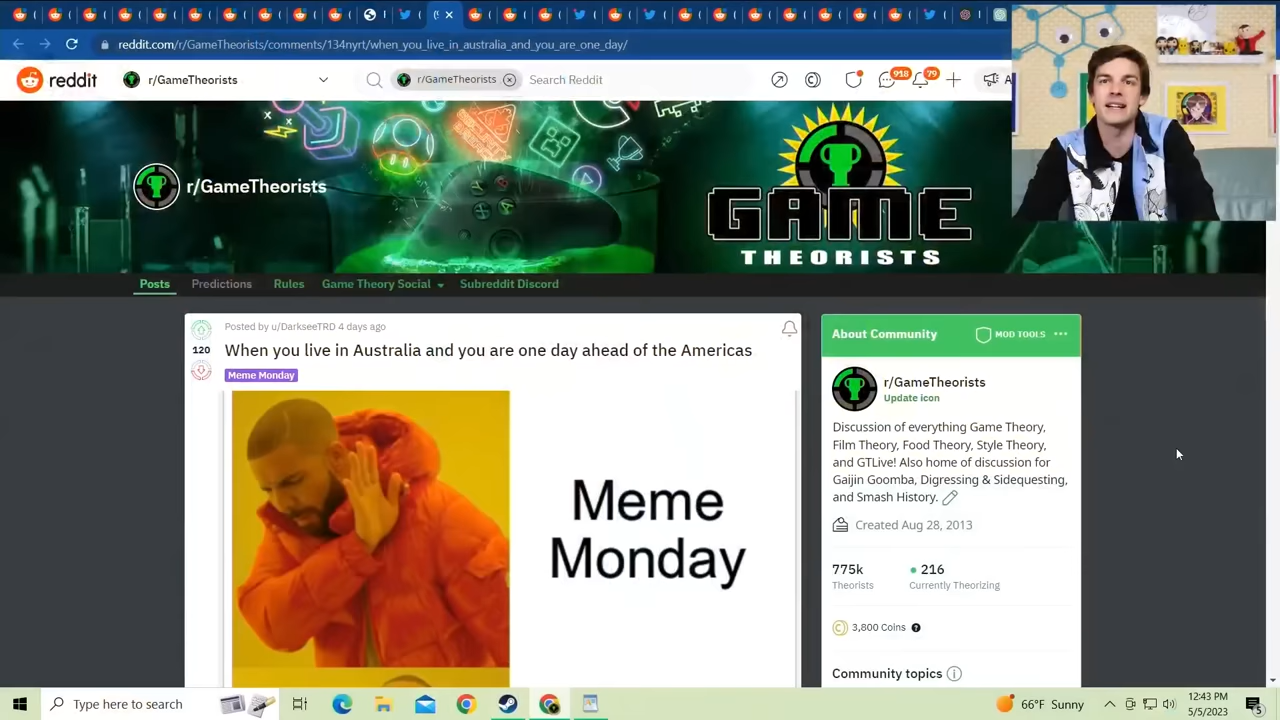 reddit.com/r/GameTheorists/comments/134nyrt/when_you_live_in_australia_and_you_are_one_day/
reddit
r/GameTheorists
r/GameTheorists
Search Reddit
918
79
A
r/GameTheorists
GAME
THEORISTS
Posts
Predictions
Rules
Game Theory Social
Subreddit Discord
Posted by u/DarkseeTRD 4 days ago
120
When you live in Australia and you are one day ahead of the Americas
Meme Monday
Meme
Monday
About Community
MOD TOOLS
r/GameTheorists
Update icon
Discussion of everything Game Theory,
Film Theory, Food Theory, Style Theory,
and GTLive! Also home of discussion for
Gaijin Goomba, Digressing & Sidequesting,
and Smash History.
Created Aug 28, 2013
775k
216
Theorists
Currently Theorizing
3,800 Coins
Community topics
Type here to search
66°F Sunny
12:43 PM
5/5/2023
5